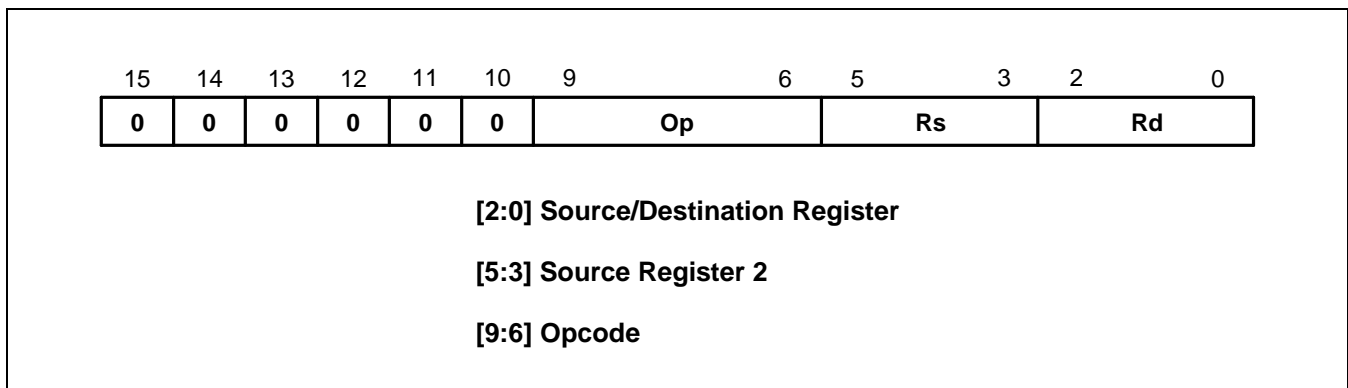 15 14 13 12 11 10 9 6 5 3 2 0
0 0 0 0 0 0 Op Rs Rd
[2:0] Source/Destination Register
[5:3] Source Register 2
[9:6] Opcode